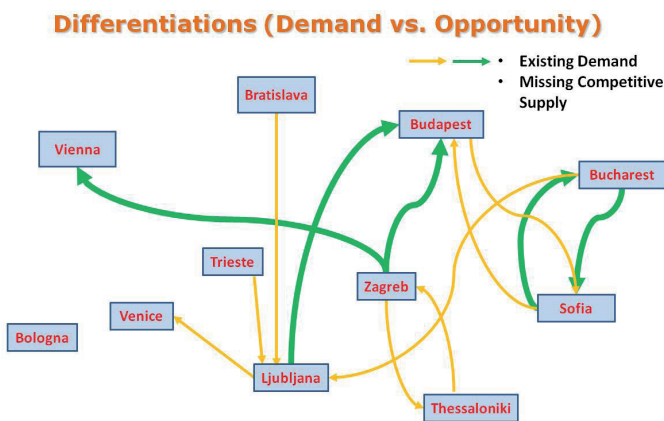 Differentiations (Demand vs. Opportunity)
• Existing Demand
• Missing Competitive
Supply
Bratislava
Budapest
Vienna
Bucharest
Trieste
Zagreb
Sofia
Venice
Bologna
Ljubljana
Thessaloniki